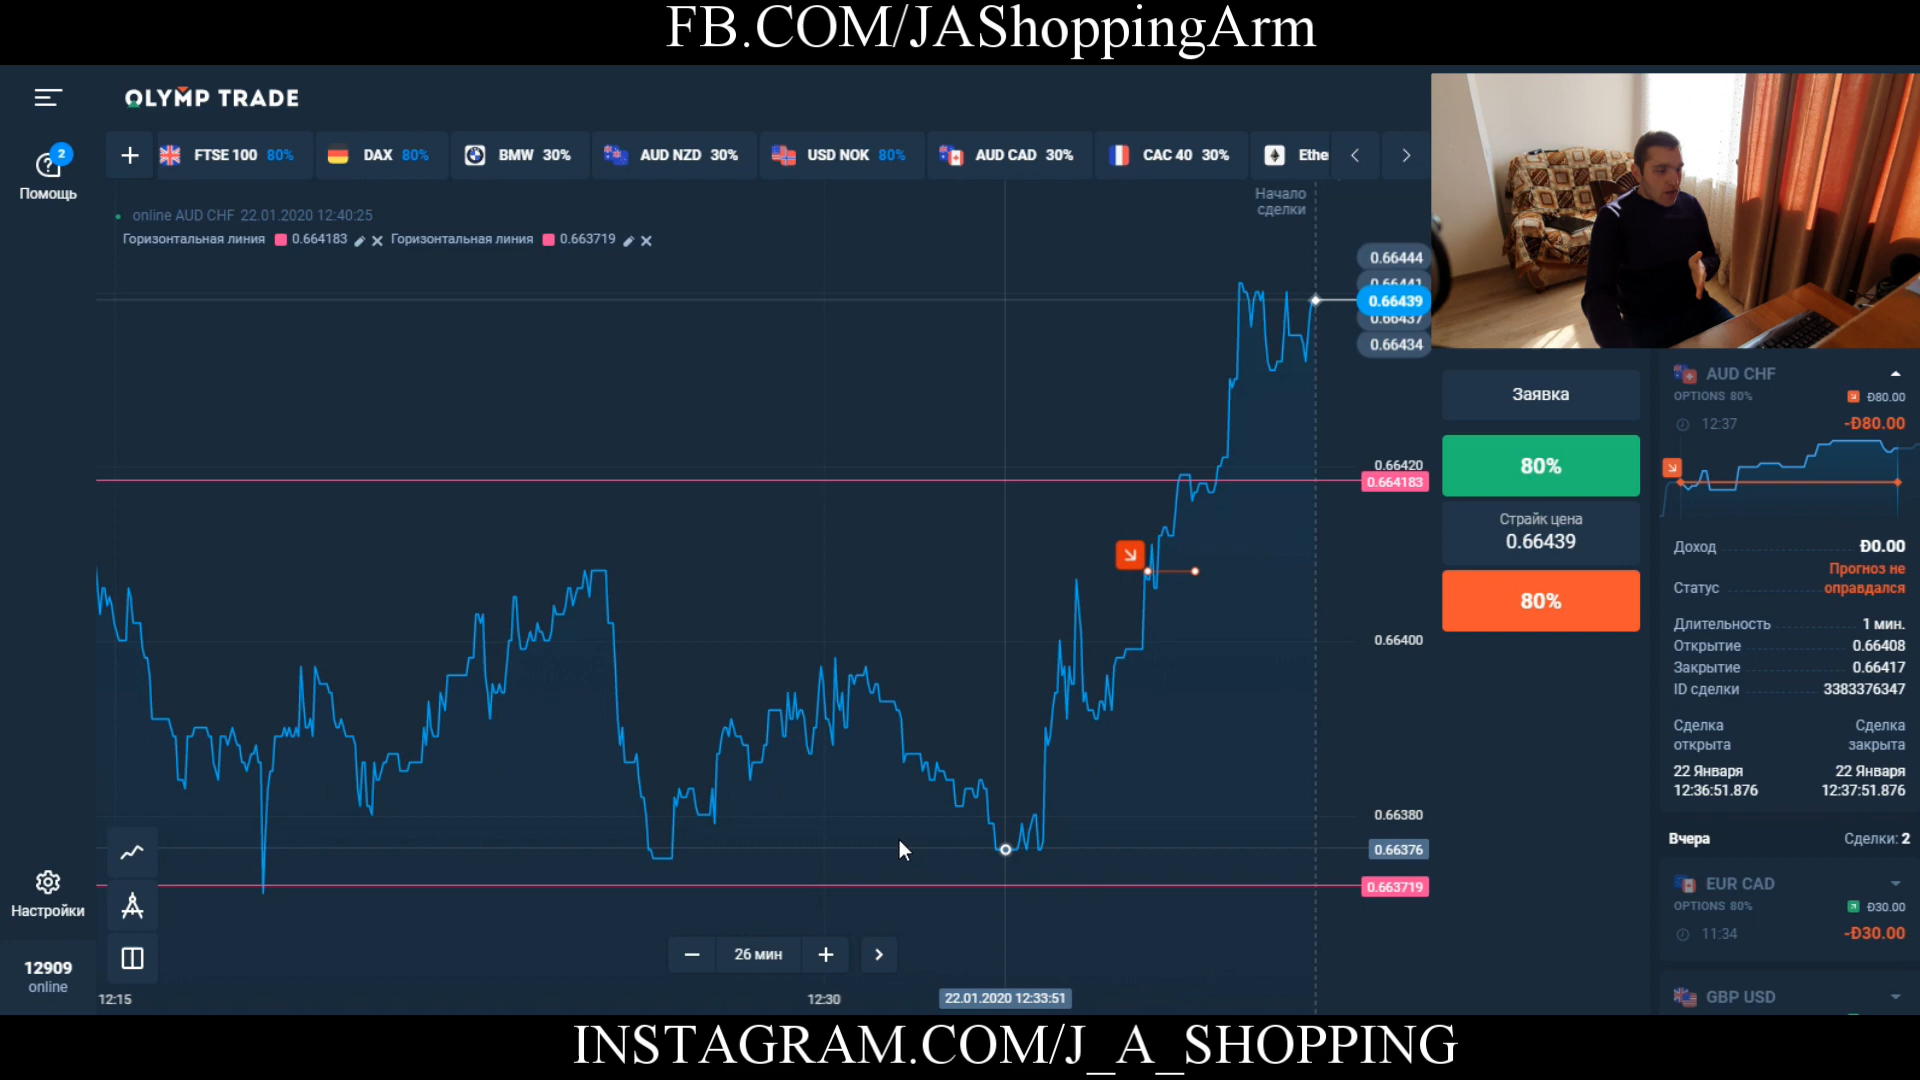 FB.COM/JAShoppingArm
OLYMP TRADE
2
Помощь
FTSE 100 80%
DAX 80%
BMW 30%
AUD NZD 30%
USD NOK 80%
AUD CAD 30%
CAC 40 30%
Ethe
Начало
сделки
online AUD CHF 22.01.2020 12:40:25
Горизонтальная линия 0.664183 Горизонтальная линия 0.663719
0.66444
0.66441
0.66439
0.66437
0.66434
0.66420
0.664183
0.66400
0.66380
0.66376
0.663719
Заявка
80%
Страйк цена
0.66439
80%
AUD CHF
OPTIONS 80% Đ80.00
12:37 -Đ80.00
Доход Đ0.00
Статус Прогноз не
оправдался
Длительность 1 мин.
Открытие 0.66408
Закрытие 0.66417
ID сделки 3383376347
Сделка Сделка
открыта закрыта
22 Января 22 Января
12:36:51.876 12:37:51.876
Вчера Сделки: 2
EUR CAD
OPTIONS 80% Đ30.00
11:34 -Đ30.00
GBP USD
Настройки
12909
online
26 мин
12:15
12:30
22.01.2020 12:33:51
INSTAGRAM.COM/J_A_SHOPPING